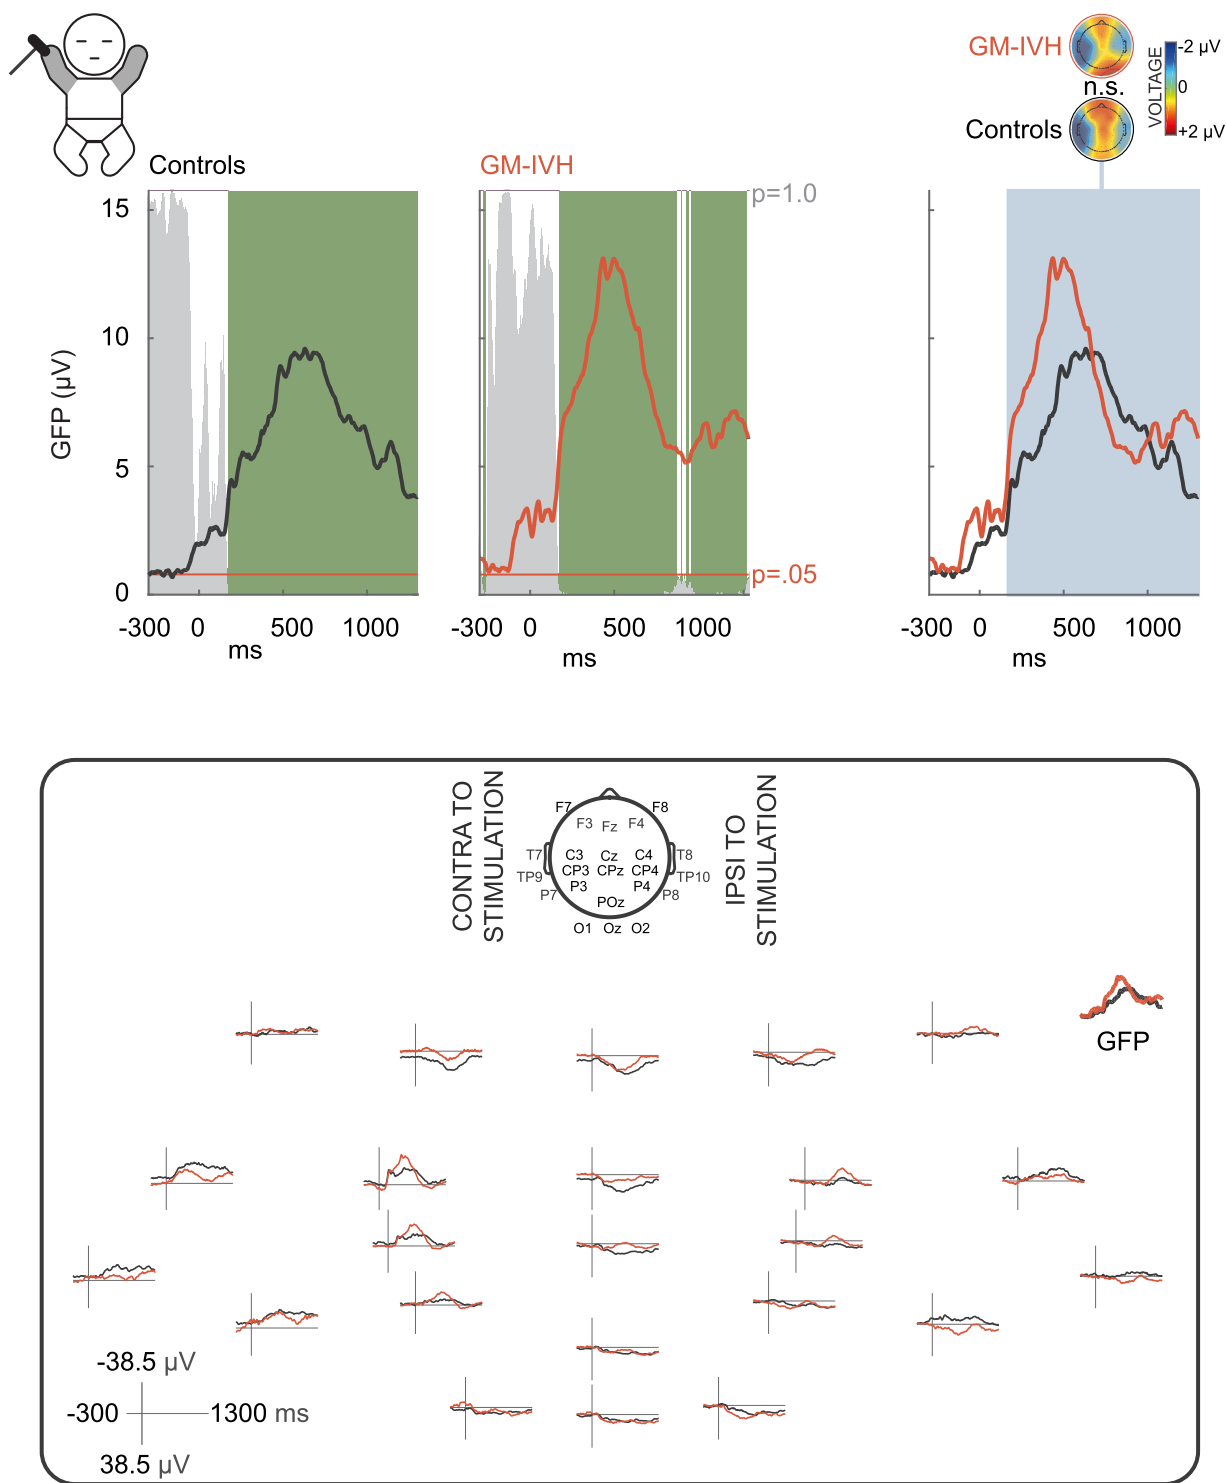 GM-IVH
n.s.
Controls
VOLTAGE
-2 µV
0
+2 µV
Controls
GM-IVH
15
10
5
0
GFP (µV)
p=1.0
p=.05
-300 0 500 1000
ms
-300 0 500 1000
ms
-300 0 500 1000
ms
CONTRA TO
STIMULATION
IPSI TO
STIMULATION
F7 F8
F3 Fz F4
T7 C3 Cz C4 T8
TP9 CP3 CPz CP4 TP10
P7 P3 P4 P8
POz
O1 Oz O2
GFP
-38.5 µV
-300 1300 ms
38.5 µV